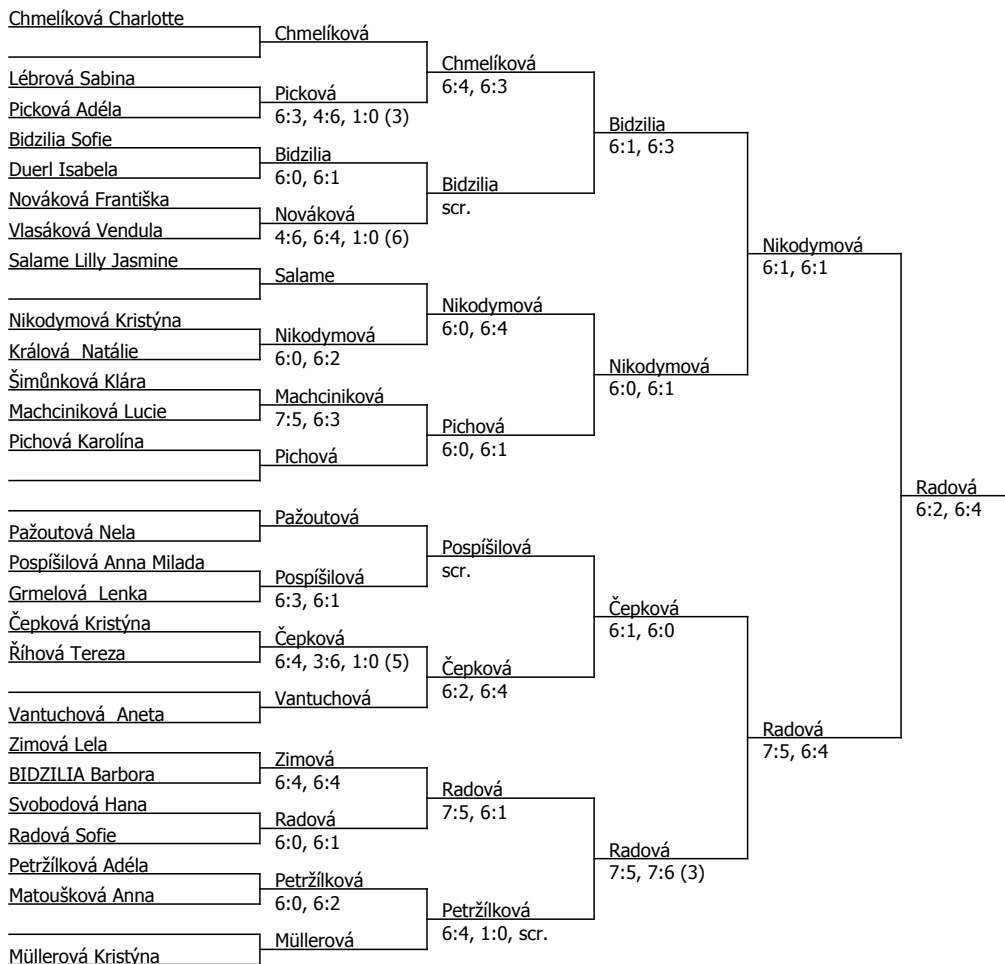 Chmelíková Charlotte
Chmelíková
Chmelíková
6:4, 6:3
Lébrová Sabina
Picková
6:3, 4:6, 1:0 (3)
Picková Adéla
Bidzilia
6:1, 6:3
Bidzilia Sofie
Bidzilia
6:0, 6:1
Duerl Isabela
Bidzilia
scr.
Nováková Františka
Nováková
4:6, 6:4, 1:0 (6)
Vlasáková Vendula
Nikodymová
6:1, 6:1
Salame Lilly Jasmine
Salame
Nikodymová
6:0, 6:4
Nikodymová Kristýna
Nikodymová
6:0, 6:2
Králová  Natálie
Nikodymová
6:0, 6:1
Šimůnková Klára
Machciniková
7:5, 6:3
Machciniková Lucie
Pichová
6:0, 6:1
Pichová Karolína
Pichová
Radová
6:2, 6:4
Pažoutová
Pažoutová Nela
Pospíšilová
scr.
Pospíšilová Anna Milada
Pospíšilová
6:3, 6:1
Grmelová  Lenka
Čepková
6:1, 6:0
Čepková Kristýna
Čepková
6:4, 3:6, 1:0 (5)
Říhová Tereza
Čepková
6:2, 6:4
Vantuchová
Vantuchová  Aneta
Radová
7:5, 6:4
Zimová Lela
Zimová
6:4, 6:4
BIDZILIA Barbora
Radová
7:5, 6:1
Svobodová Hana
Radová
6:0, 6:1
Radová Sofie
Radová
7:5, 7:6 (3)
Petržílková Adéla
Petržílková
6:0, 6:2
Matoušková Anna
Petržílková
6:4, 1:0, scr.
Müllerová
Müllerová Kristýna